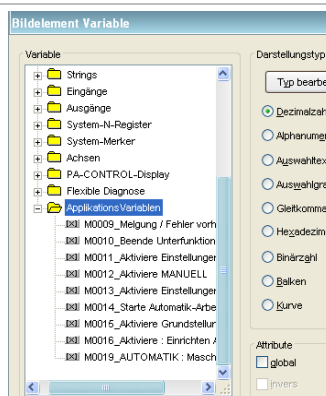 Bildelement Variable
Variable
Strings
Eingänge
Ausgänge
System-N-Register
System-Merker
Achsen
PA-CONTROL-Display
Flexible Diagnose
ApplikationsVariablen
M0009_Melgung / Fehler vorh
M0010_Beende Unterfunktion
M0011_Aktiviere Einstellunger
M0012_Aktiviere MANUELL
M0013_Aktiviere Einstellunger
M0014_Starte Automatik-Arbe
M0015_Aktiviere Grundstellur
M0016_Aktiviere : Einrichten A
M0019_AUTOMATIK : Masch
Darstellungstyp
Typ bearbe
Dezimalzah
Alphanumer
Auswahltex
Auswahlgra
Gleitkomma
Hexadezim
Binärzahl
Balken
Kurve
Attribute
global
invers